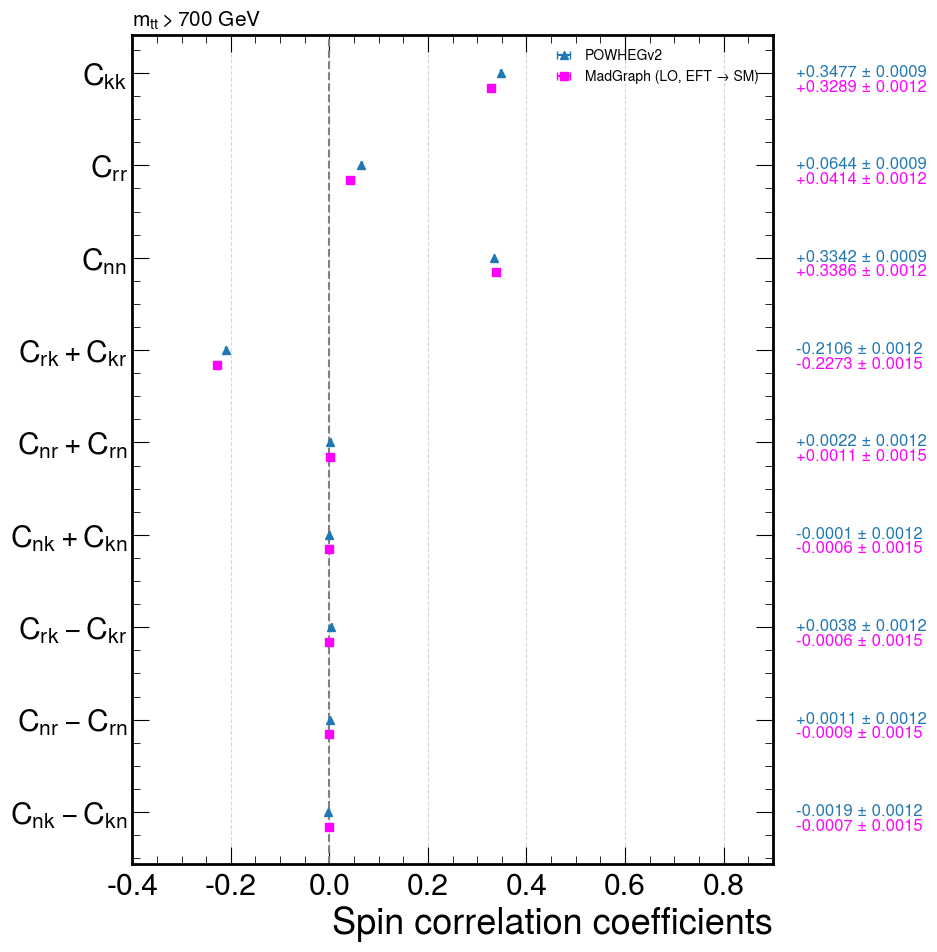 m_tt > 700 GeV
POWHEGv2
MadGraph (LO, EFT → SM)
C_kk
+0.3477 ± 0.0009
+0.3289 ± 0.0012
C_rr
+0.0644 ± 0.0009
+0.0414 ± 0.0012
C_nn
+0.3342 ± 0.0009
+0.3386 ± 0.0012
C_rk + C_kr
-0.2106 ± 0.0012
-0.2273 ± 0.0015
C_nr + C_rn
+0.0022 ± 0.0012
+0.0011 ± 0.0015
C_nk + C_kn
-0.0001 ± 0.0012
-0.0006 ± 0.0015
C_rk − C_kr
+0.0038 ± 0.0012
-0.0006 ± 0.0015
C_nr − C_rn
+0.0011 ± 0.0012
-0.0009 ± 0.0015
C_nk − C_kn
-0.0019 ± 0.0012
-0.0007 ± 0.0015
-0.4 -0.2 0.0 0.2 0.4 0.6 0.8
Spin correlation coefficients